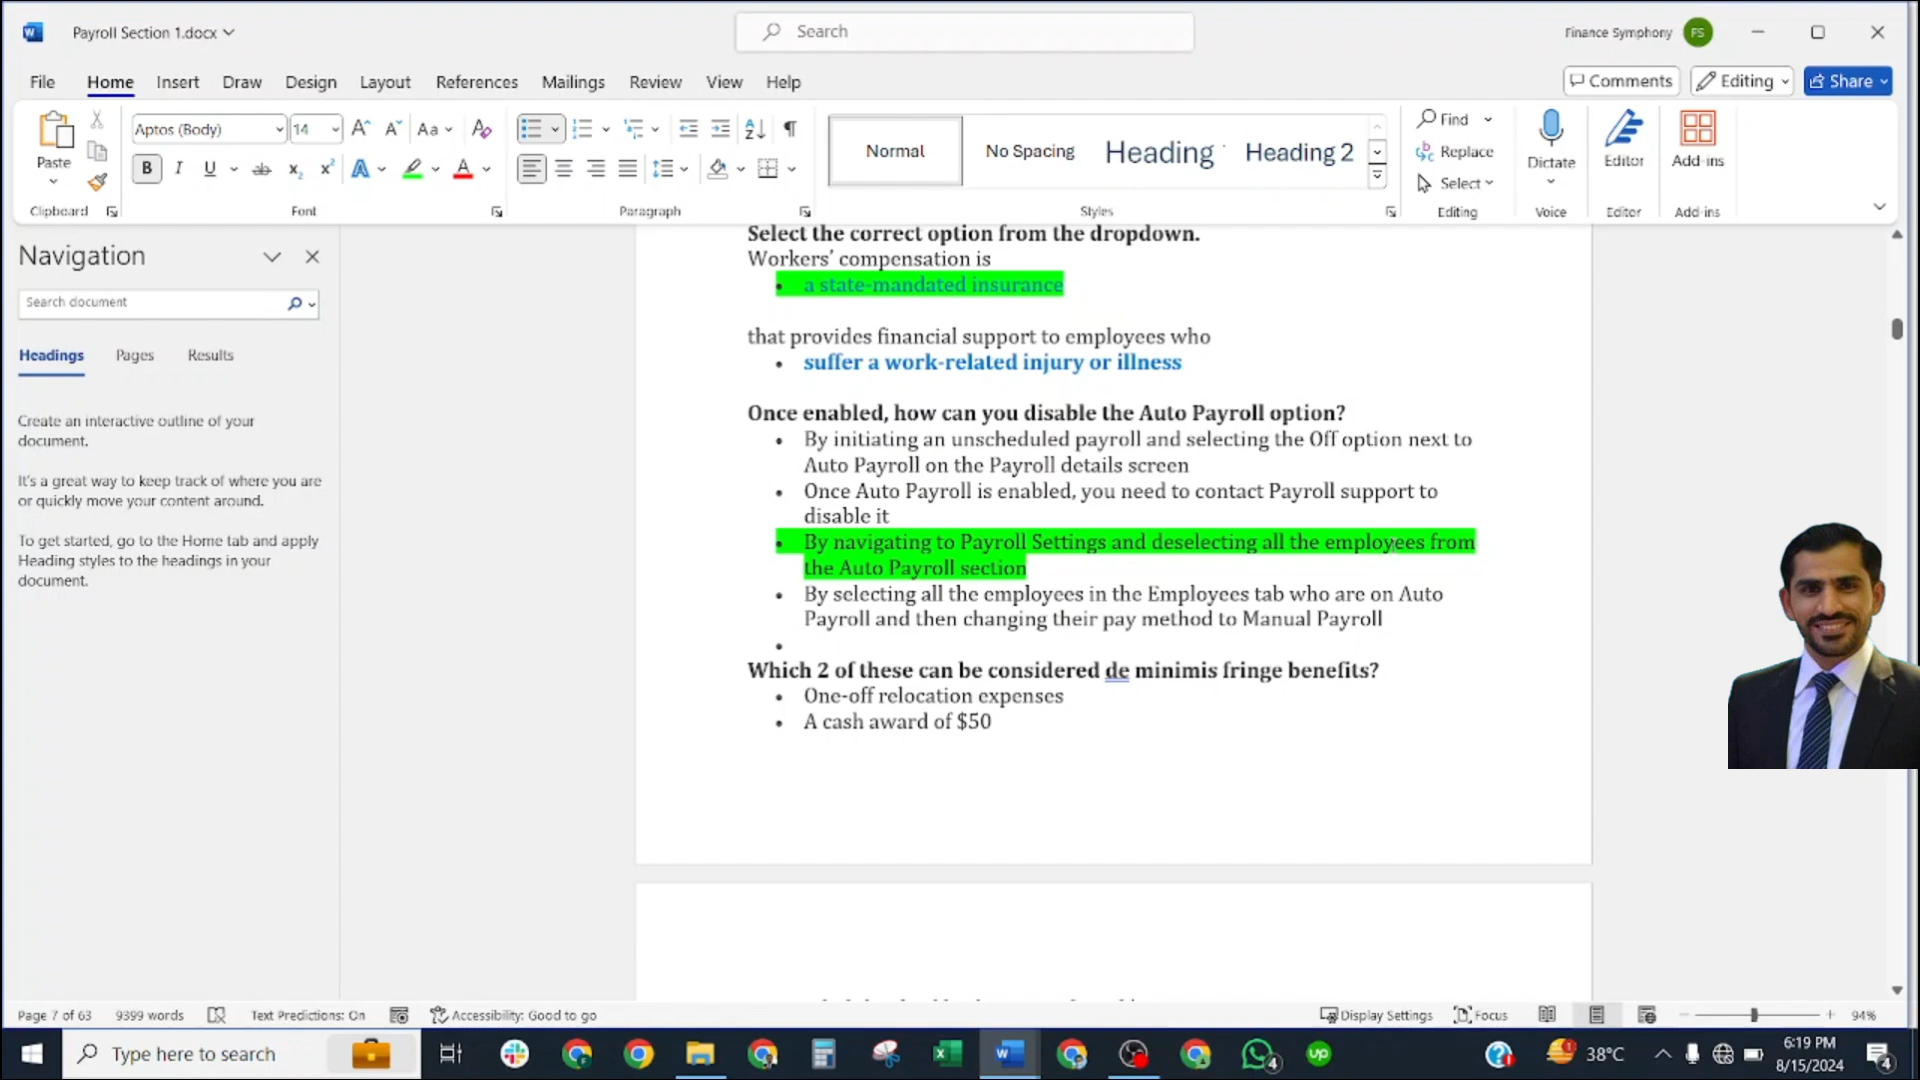 Payroll Section 1.docx
Search
Finance Symphony
FS
File Home Insert Draw Design Layout References Mailings Review View Help
Comments
Editing
Share
Paste
Clipboard
Aptos (Body)
14
Font
Paragraph
Normal
No Spacing
Heading
Heading 2
Styles
Find
Replace
Select
Editing
Dictate
Voice
Editor
Editor
Add-ins
Add-ins
Navigation
Search document
Headings Pages Results
Create an interactive outline of your
document.
It's a great way to keep track of where you are
or quickly move your content around.
To get started, go to the Home tab and apply
Heading styles to the headings in your
document.
Select the correct option from the dropdown.
Workers’ compensation is
• a state-mandated insurance
that provides financial support to employees who
• suffer a work-related injury or illness
Once enabled, how can you disable the Auto Payroll option?
• By initiating an unscheduled payroll and selecting the Off option next to
Auto Payroll on the Payroll details screen
• Once Auto Payroll is enabled, you need to contact Payroll support to
disable it
• By navigating to Payroll Settings and deselecting all the employees from
the Auto Payroll section
• By selecting all the employees in the Employees tab who are on Auto
Payroll and then changing their pay method to Manual Payroll
•
Which 2 of these can be considered de minimis fringe benefits?
• One-off relocation expenses
• A cash award of $50
Page 7 of 63
9399 words
Text Predictions: On
Accessibility: Good to go
Display Settings
Focus
94%
Type here to search
4
up
38°C
6:19 PM
8/15/2024
4